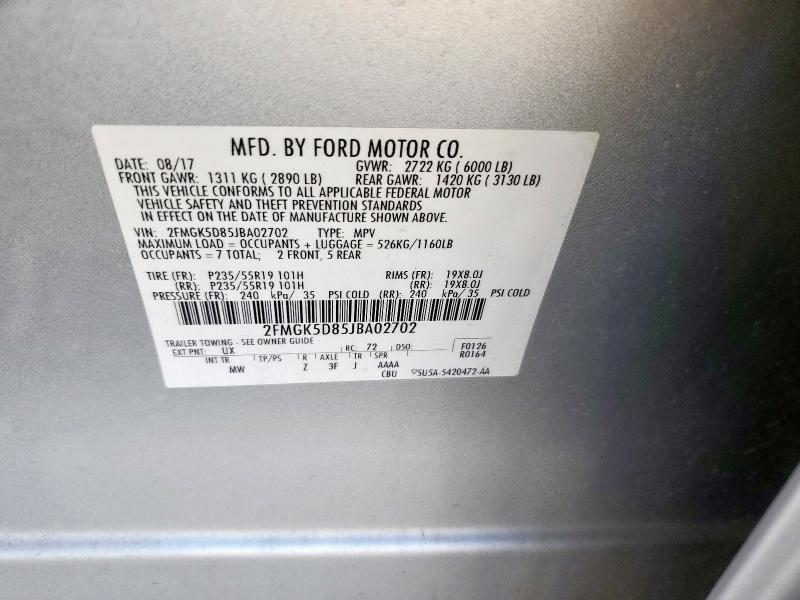 MFD. BY FORD MOTOR CO.
DATE: 08/17 GVWR: 2722 KG ( 6000 LB)
FRONT GAWR: 1311 KG ( 2890 LB) REAR GAWR: 1420 KG ( 3130 LB)
THIS VEHICLE CONFORMS TO ALL APPLICABLE FEDERAL MOTOR
VEHICLE SAFETY AND THEFT PREVENTION STANDARDS
IN EFFECT ON THE DATE OF MANUFACTURE SHOWN ABOVE.
VIN: 2FMGK5D85JBA02702 TYPE: MPV
MAXIMUM LOAD = OCCUPANTS + LUGGAGE = 526KG/1160LB
OCCUPANTS = 7 TOTAL; 2 FRONT, 5 REAR
TIRE (FR): P235/55R19 101H RIMS (FR): 19X8.0J
(RR): P235/55R19 101H (RR): 19X8.0J
PRESSURE (FR): 240 kPa/ 35 PSI COLD (RR): 240 kPa/ 35 PSI COLD
2FMGK5D85JBA02702
TRAILER TOWING - SEE OWNER GUIDE F0126
EXT PNT: UX RC: 72 DSO: R0164
INT TR TP/PS R AXLE TR SPR
MW Z 3F J AAAA
CBU 5U5A-5420472-AA